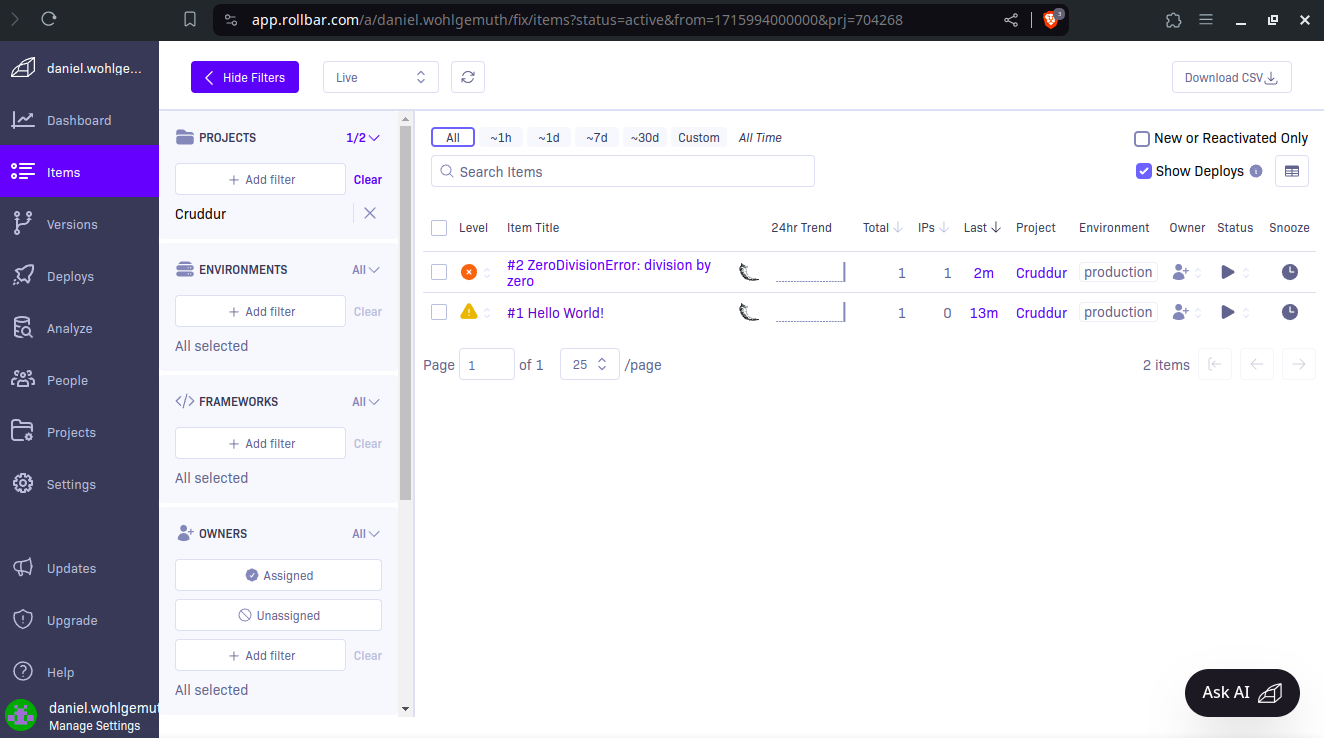 app.rollbar.com/a/daniel.wohlgemuth/fix/items?status=active&from=1715994000000&prj=704268
3
daniel.wohlge...
Dashboard
Items
Versions
Deploys
Analyze
People
Projects
Settings
Updates
Upgrade
Help
daniel.wohlgemut
Manage Settings
Hide Filters
Live
Download CSV
PROJECTS 1/2
Add filter Clear
Cruddur
ENVIRONMENTS All
Add filter Clear
All selected
FRAMEWORKS All
Add filter Clear
All selected
OWNERS All
Assigned
Unassigned
Add filter Clear
All selected
All ~1h ~1d ~7d ~30d Custom All Time
New or Reactivated Only
Search Items
Show Deploys
Level Item Title 24hr Trend Total IPs Last Project Environment Owner Status Snooze
#2 ZeroDivisionError: division by
zero
1 1 2m Cruddur production
#1 Hello World! 1 0 13m Cruddur production
Page 1 of 1 25 /page 2 items
Ask AI